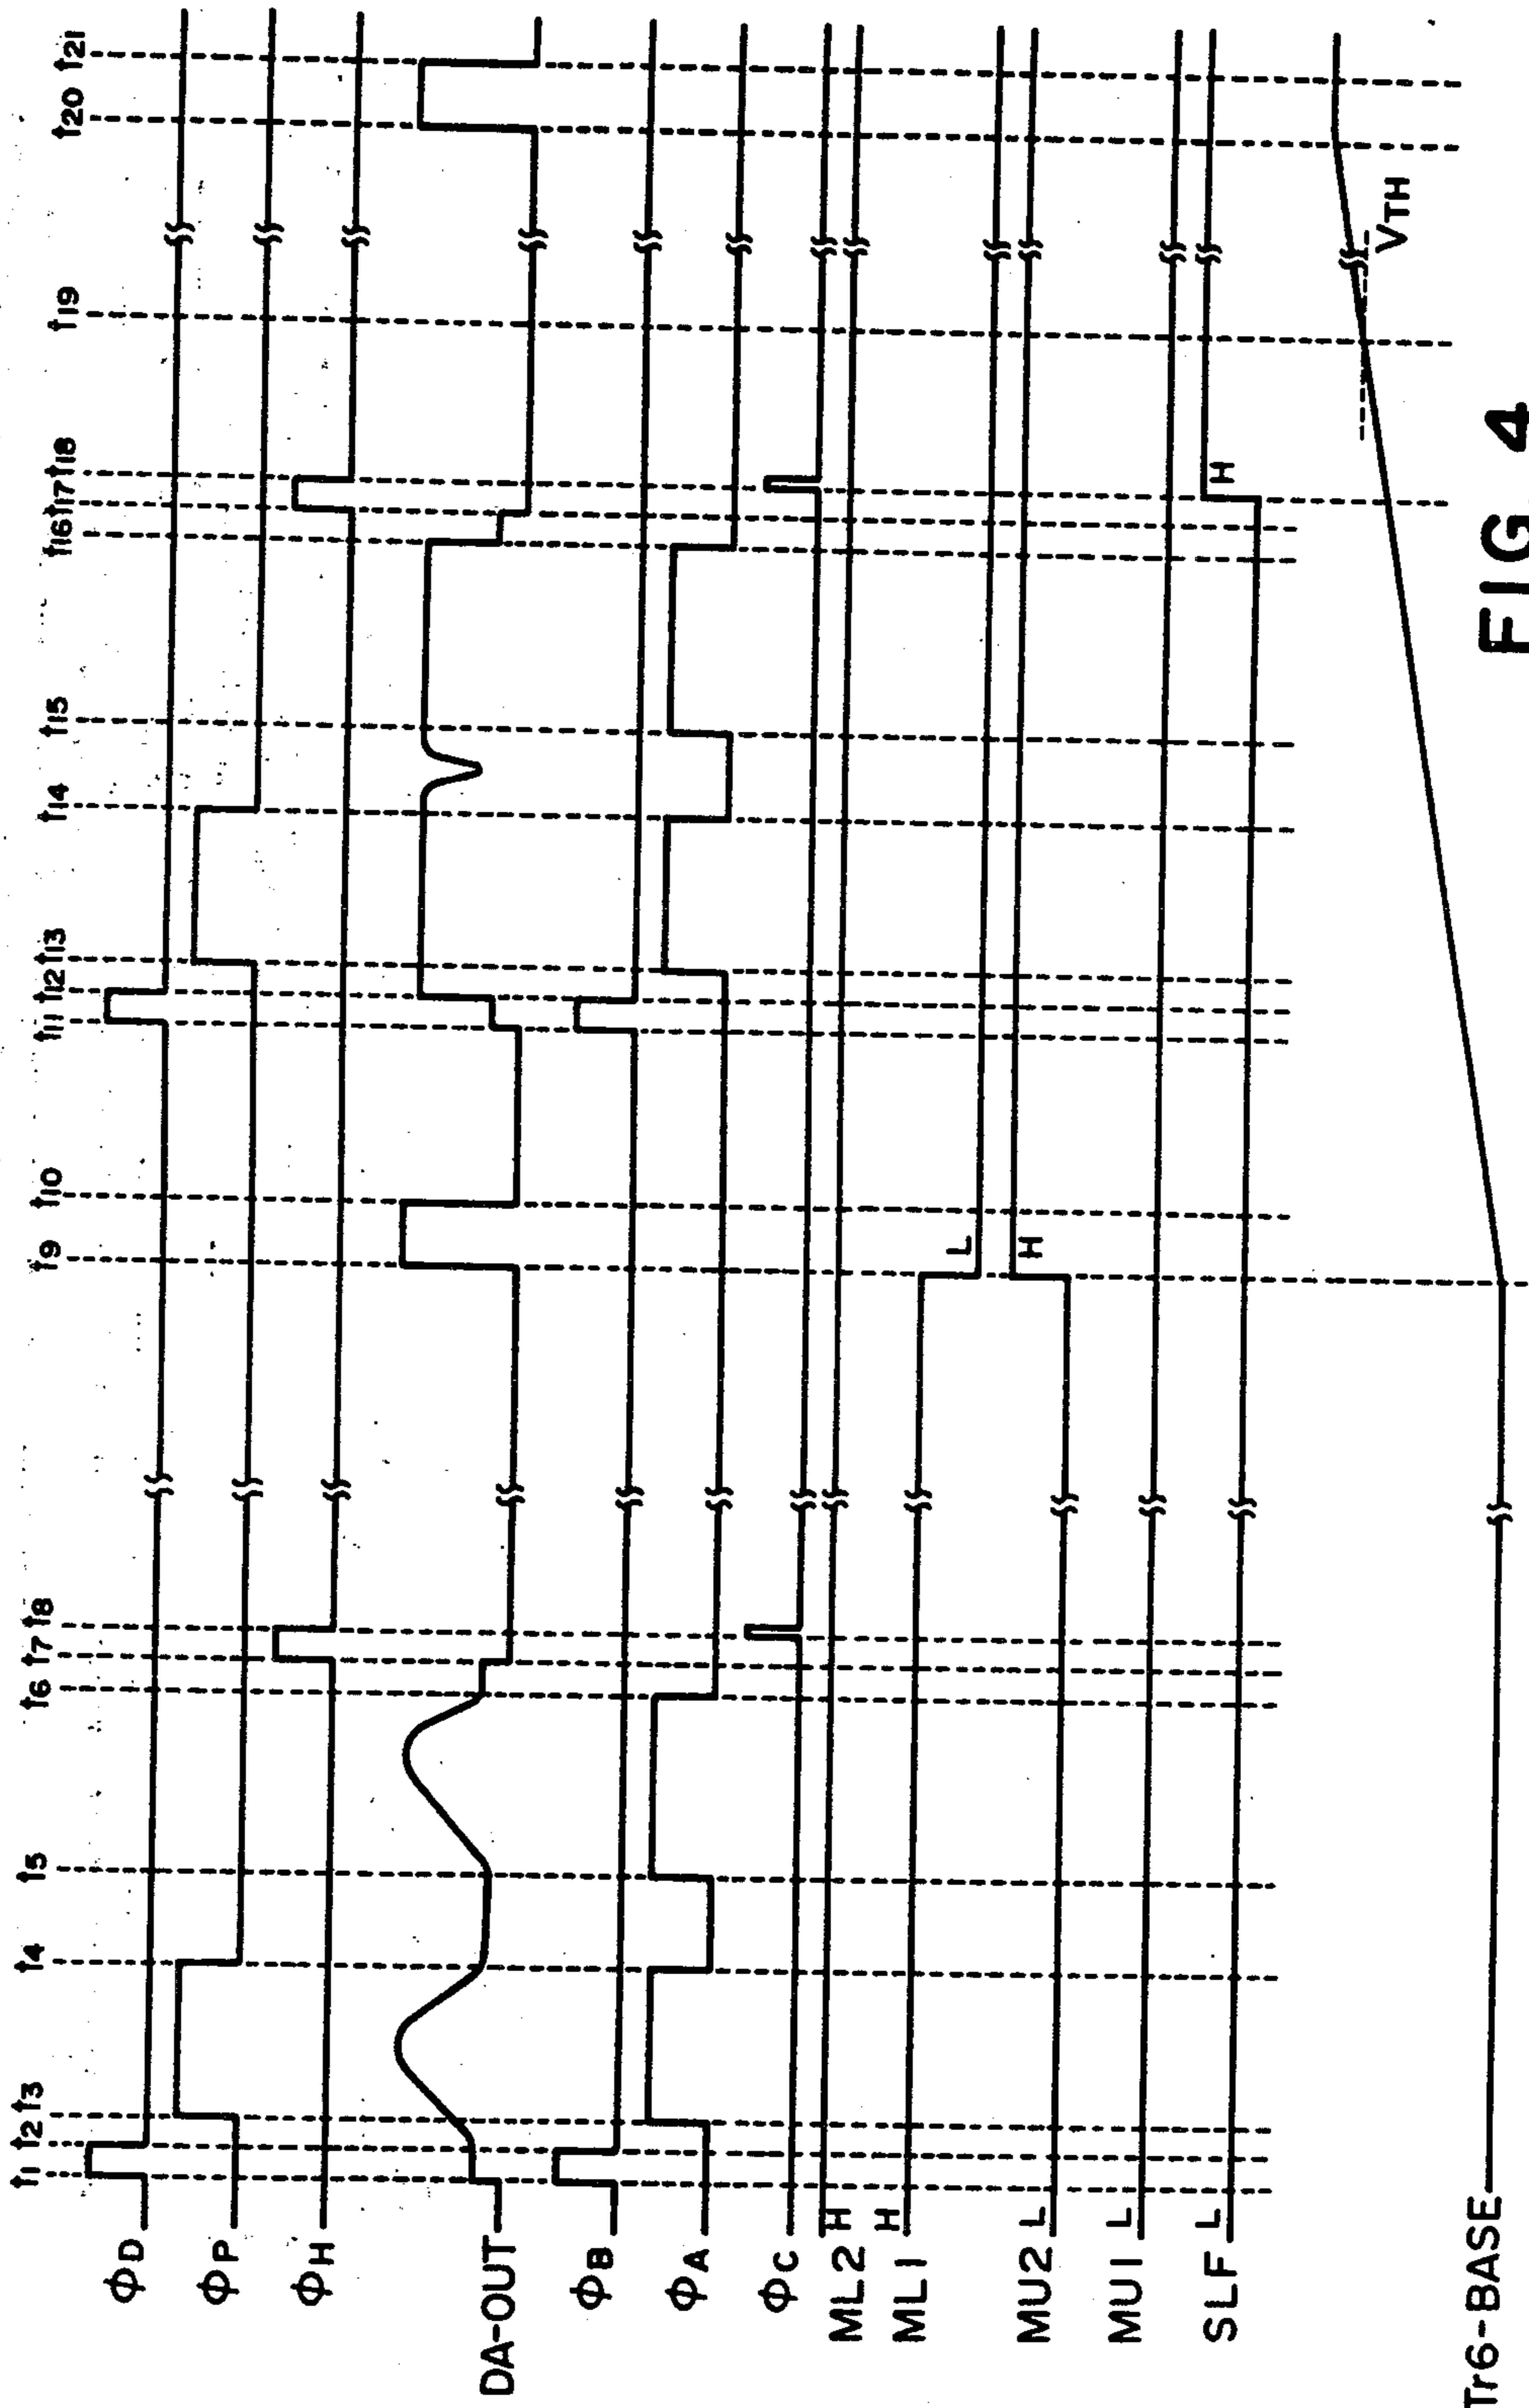 t1 t2 t3 t4 t5 t6 t7 t8 t9 t10 t11 t12 t13 t14 t15 t16 t17 t18 t19 t20 t21
ΦD
ΦP
ΦH
DA-OUT
ΦB
ΦA
ΦC
ML2 H
ML1 H L
MU2 L H
MU1 L
SLF L H
Tr6-BASE VTH
FIG 4